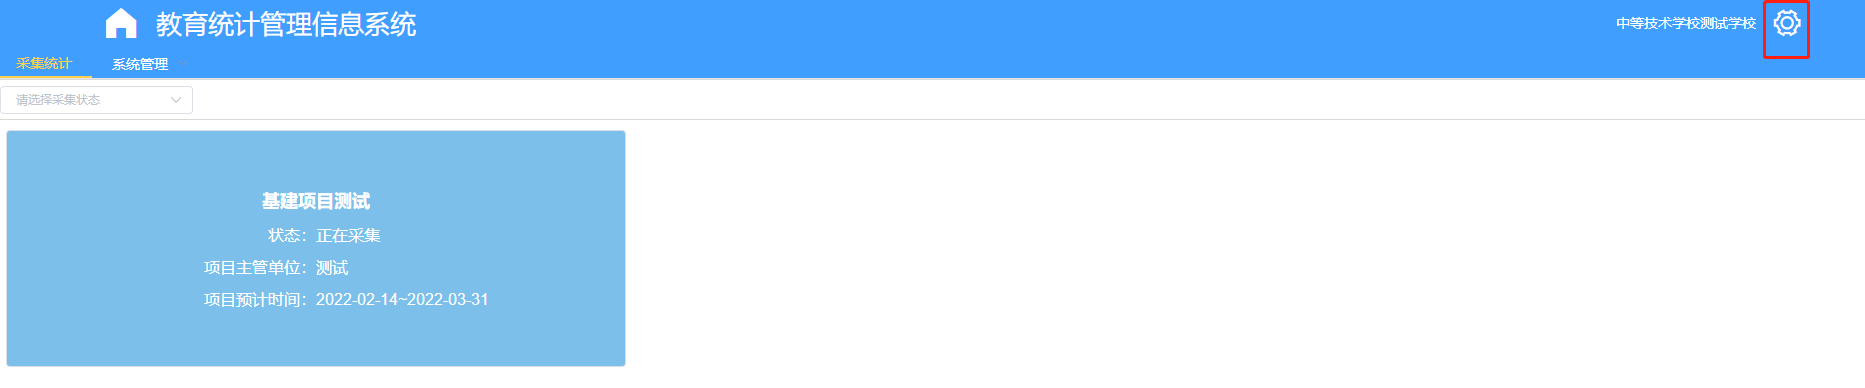 教育统计管理信息系统
中等技术学校测试学校
采集统计
系统管理
请选择采集状态
基建项目测试
状态：正在采集
项目主管单位：测试
项目预计时间：2022-02-14~2022-03-31